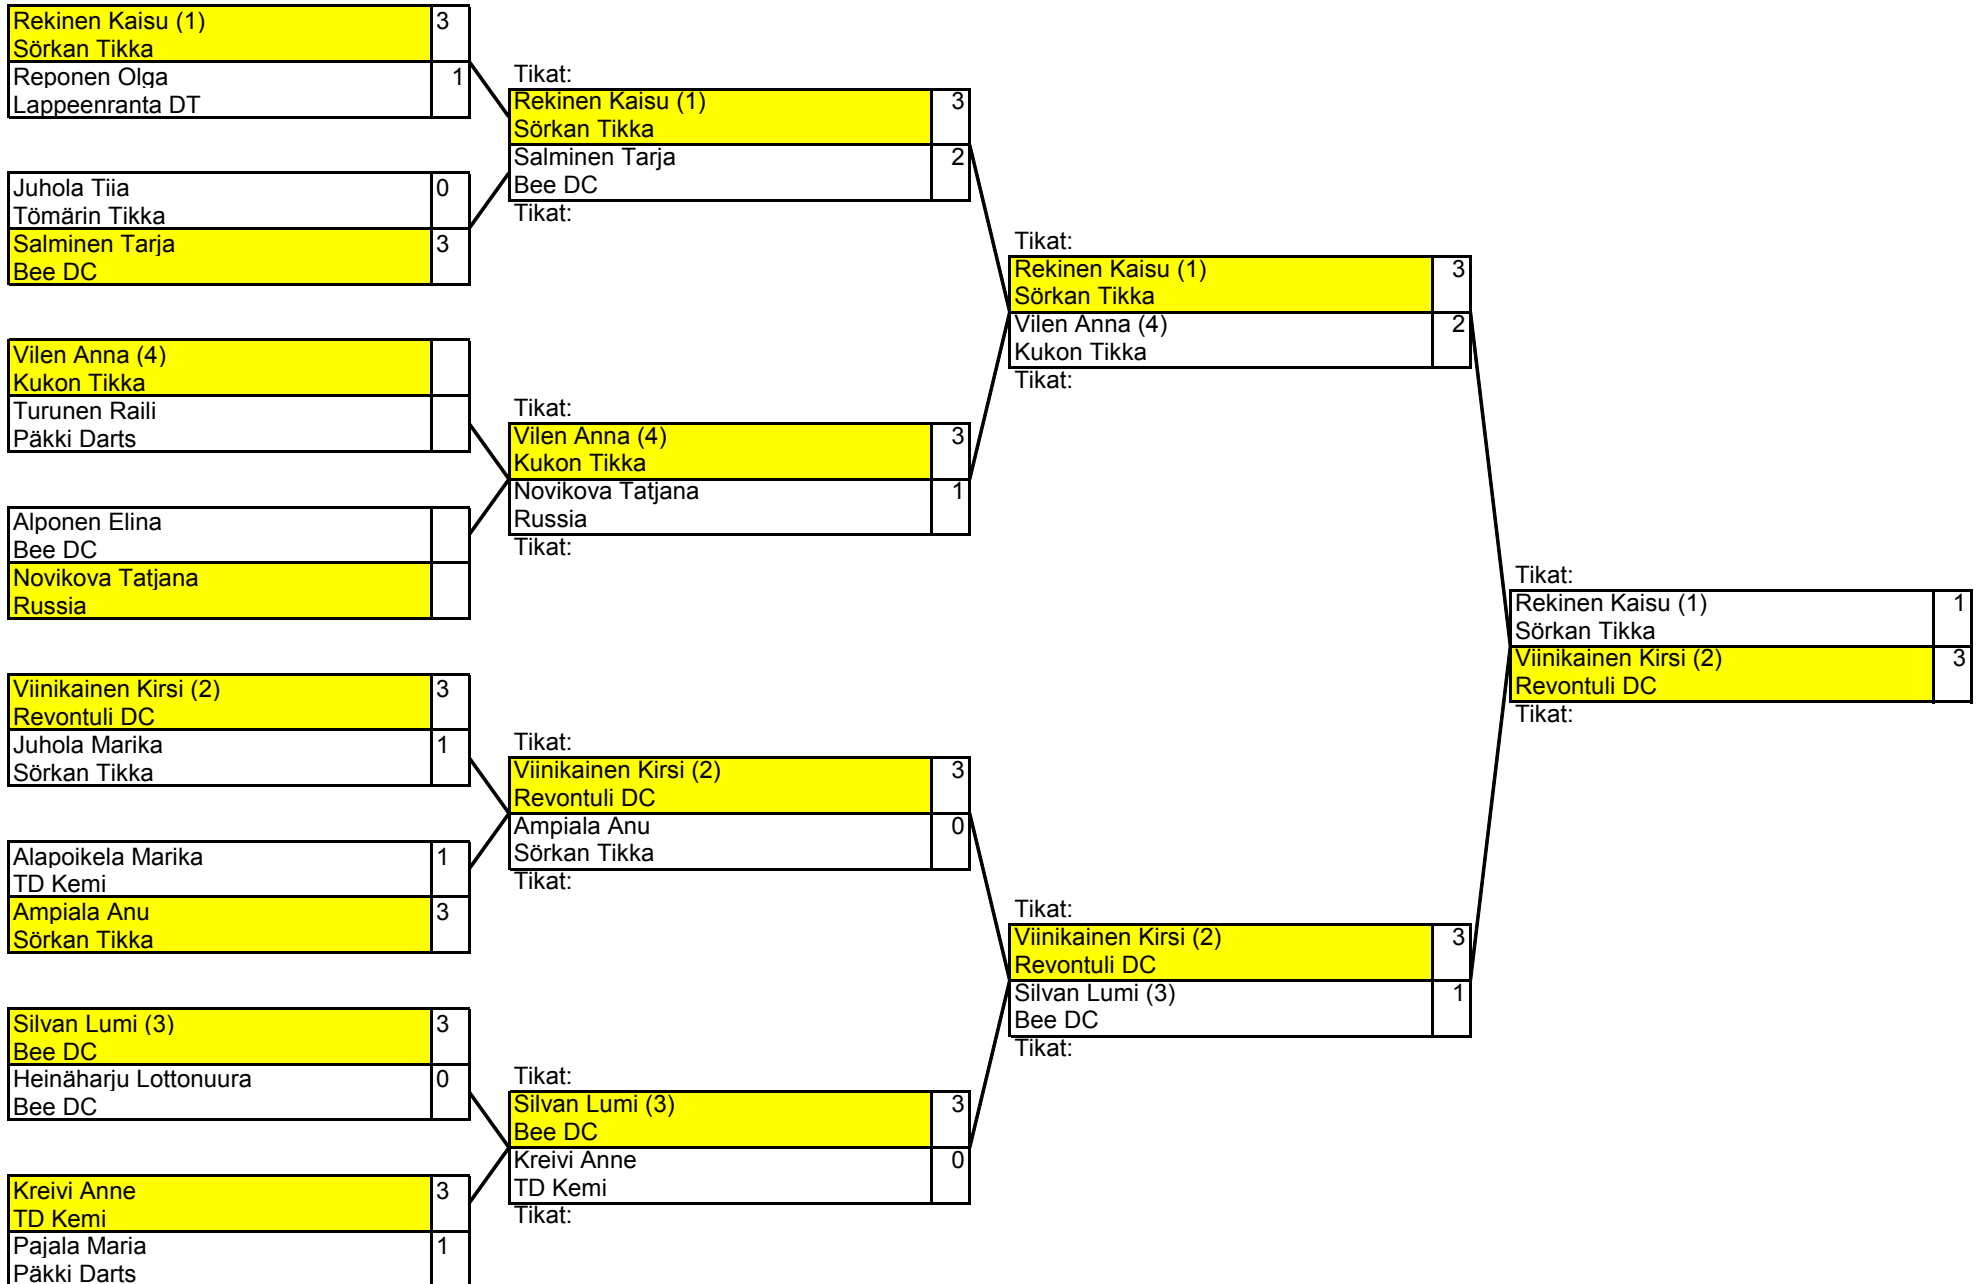 Rekinen Kaisu (1) 3
Sörkan Tikka
Reponen Olga 1
Lappeenranta DT
Juhola Tiia 0
Tömärin Tikka
Salminen Tarja 3
Bee DC
Vilen Anna (4)
Kukon Tikka
Turunen Raili
Päkki Darts
Alponen Elina
Bee DC
Novikova Tatjana
Russia
Viinikainen Kirsi (2) 3
Revontuli DC
Juhola Marika 1
Sörkan Tikka
Alapoikela Marika 1
TD Kemi
Ampiala Anu 3
Sörkan Tikka
Silvan Lumi (3) 3
Bee DC
Heinäharju Lottonuura 0
Bee DC
Kreivi Anne 3
TD Kemi
Pajala Maria 1
Päkki Darts
Tikat:
Rekinen Kaisu (1) 3
Sörkan Tikka
Salminen Tarja 2
Bee DC
Tikat:
Tikat:
Vilen Anna (4) 3
Kukon Tikka
Novikova Tatjana 1
Russia
Tikat:
Tikat:
Viinikainen Kirsi (2) 3
Revontuli DC
Ampiala Anu 0
Sörkan Tikka
Tikat:
Tikat:
Silvan Lumi (3) 3
Bee DC
Kreivi Anne 0
TD Kemi
Tikat:
Tikat:
Rekinen Kaisu (1) 3
Sörkan Tikka
Vilen Anna (4) 2
Kukon Tikka
Tikat:
Tikat:
Viinikainen Kirsi (2) 3
Revontuli DC
Silvan Lumi (3) 1
Bee DC
Tikat:
Tikat:
Rekinen Kaisu (1) 1
Sörkan Tikka
Viinikainen Kirsi (2) 3
Revontuli DC
Tikat: